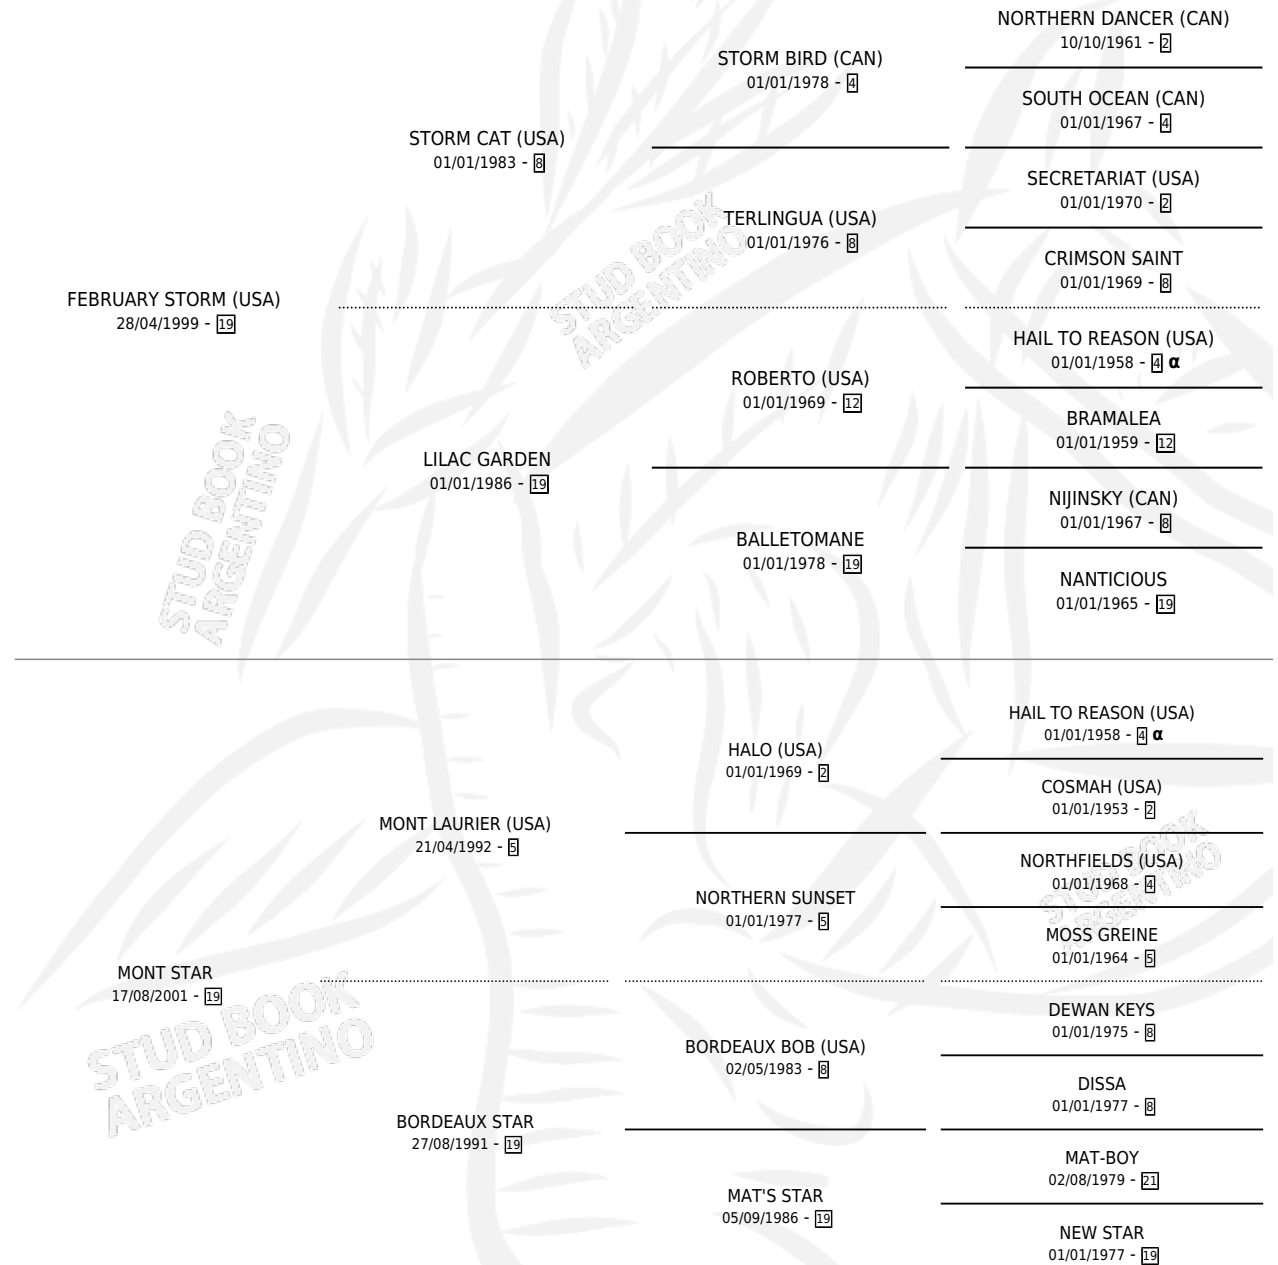 NORTHERN DANCER (CAN)
10/10/1961 - 2
STORM BIRD (CAN)
01/01/1978 - 4
SOUTH OCEAN (CAN)
01/01/1967 - 4
STORM CAT (USA)
01/01/1983 - 8
SECRETARIAT (USA)
01/01/1970 - 2
TERLINGUA (USA)
01/01/1976 - 8
CRIMSON SAINT
01/01/1969 - 8
FEBRUARY STORM (USA)
28/04/1999 - 19
HAIL TO REASON (USA)
01/01/1958 - 4 α
ROBERTO (USA)
01/01/1969 - 12
BRAMALEA
01/01/1959 - 12
LILAC GARDEN
01/01/1986 - 19
NIJINSKY (CAN)
01/01/1967 - 8
BALLETOMANE
01/01/1978 - 19
NANTICIOUS
01/01/1965 - 19
HAIL TO REASON (USA)
01/01/1958 - 4 α
HALO (USA)
01/01/1969 - 2
COSMAH (USA)
01/01/1953 - 2
MONT LAURIER (USA)
21/04/1992 - 5
NORTHFIELDS (USA)
01/01/1968 - 4
NORTHERN SUNSET
01/01/1977 - 5
MOSS GREINE
01/01/1964 - 5
MONT STAR
17/08/2001 - 19
DEWAN KEYS
01/01/1975 - 8
BORDEAUX BOB (USA)
02/05/1983 - 8
DISSA
01/01/1977 - 8
BORDEAUX STAR
27/08/1991 - 19
MAT-BOY
02/08/1979 - 21
MAT'S STAR
05/09/1986 - 19
NEW STAR
01/01/1977 - 19
STUD BOOK
ARGENTINO
STUD BOOK
ARGENTINO
STUD BOOK
ARGENTINO
STUD BOOK
ARGENTINO